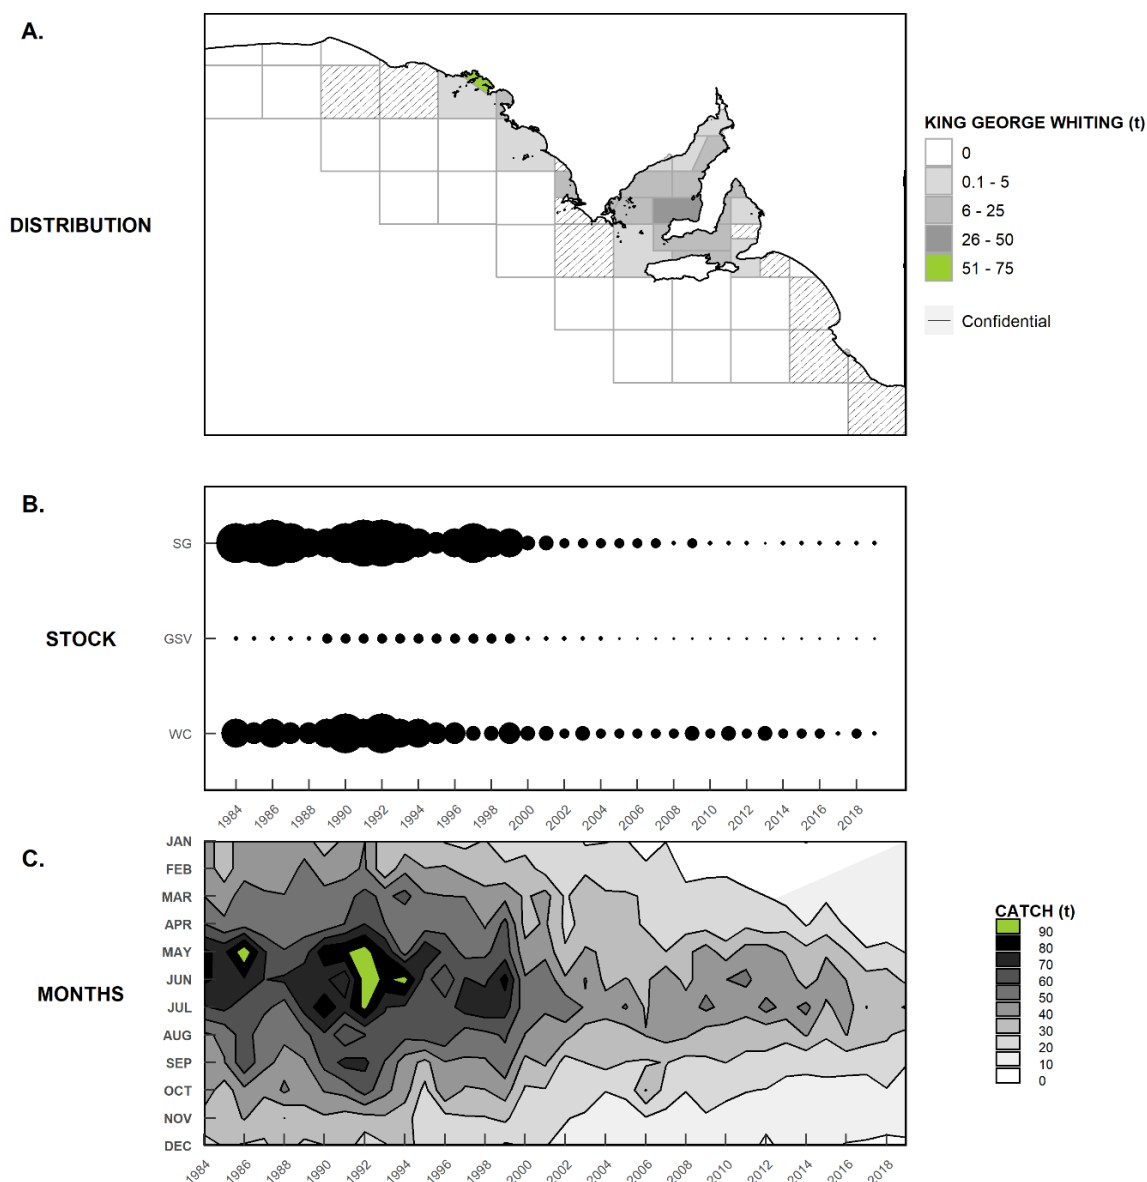 A.
DISTRIBUTION
KING GEORGE WHITING (t)
0
0.1 - 5
6 - 25
26 - 50
51 - 75
Confidential
B.
STOCK
SG
GSV
WC
1984 1986 1988 1990 1992 1994 1996 1998 2000 2002 2004 2006 2008 2010 2012 2014 2016 2018
C.
MONTHS
JAN
FEB
MAR
APR
MAY
JUN
JUL
AUG
SEP
OCT
NOV
DEC
1984 1986 1988 1990 1992 1994 1996 1998 2000 2002 2004 2006 2008 2010 2012 2014 2016 2018
CATCH (t)
90
80
70
60
50
40
30
20
10
0